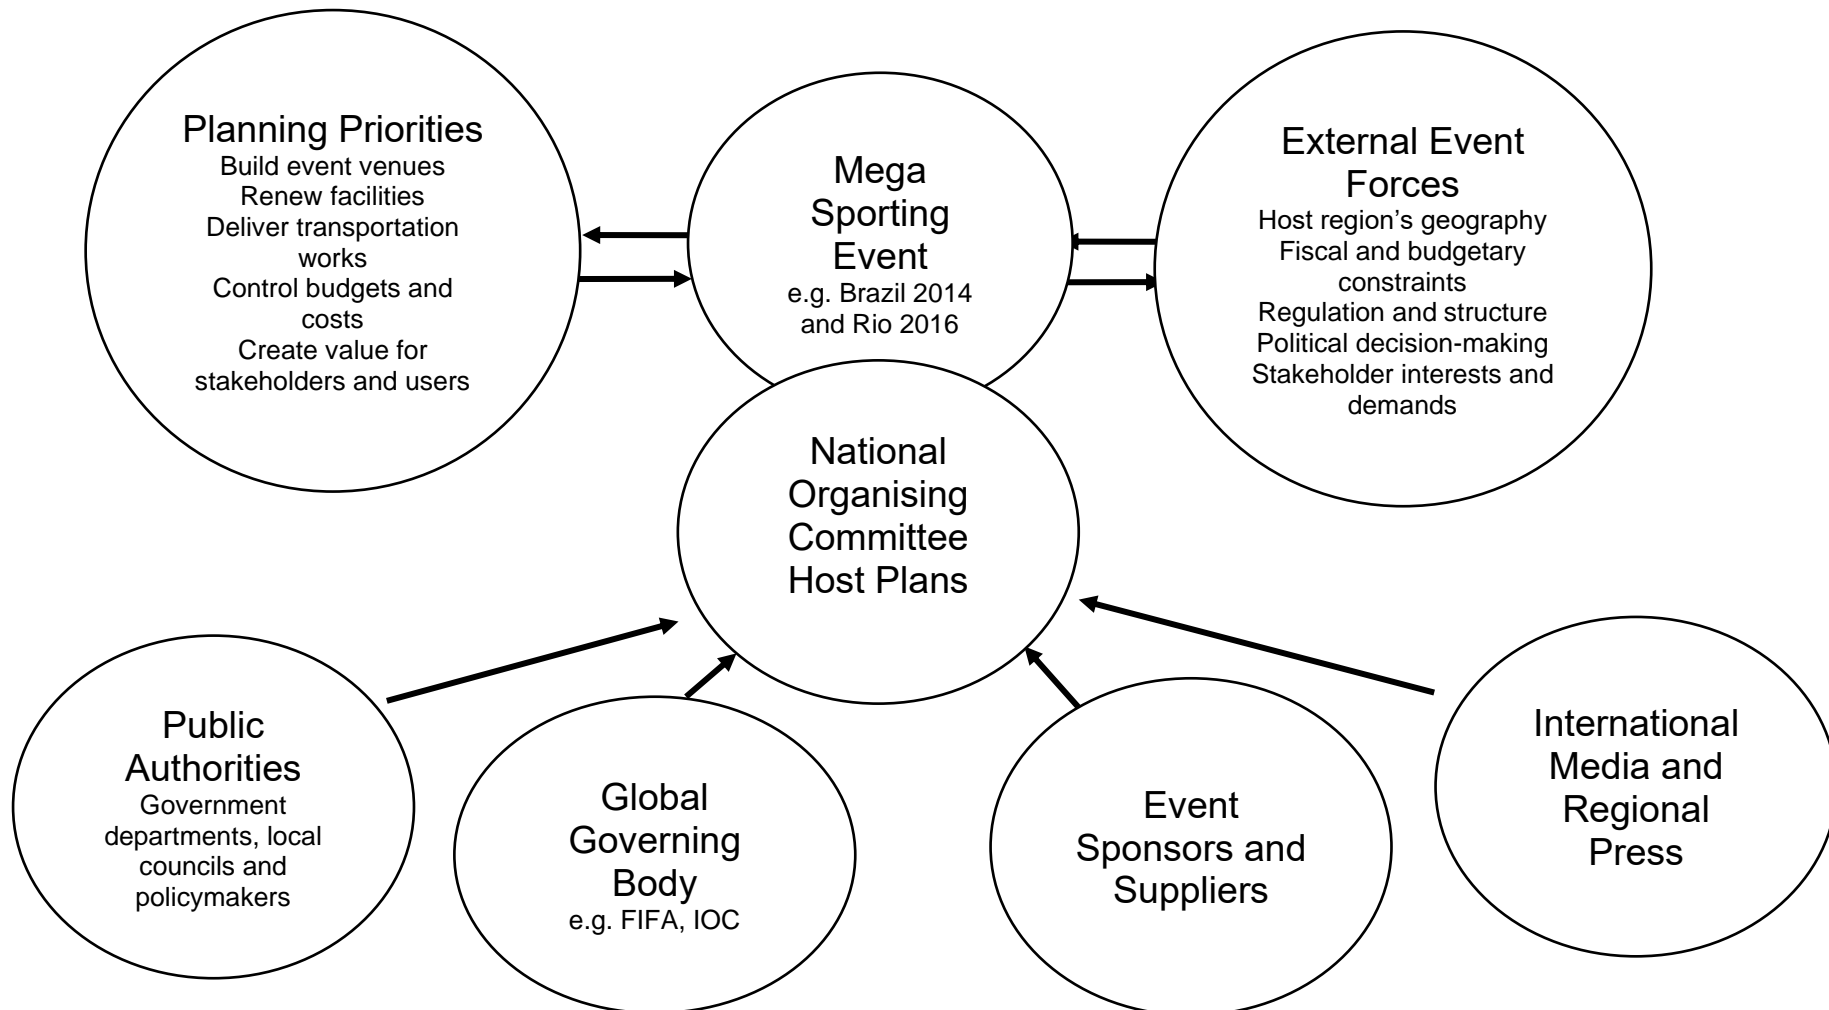 Planning Priorities
Build event venues
Renew facilities
Deliver transportation
works
Control budgets and
costs
Create value for
stakeholders and users
Mega
Sporting
Event
e.g. Brazil 2014
and Rio 2016
External Event
Forces
Host region’s geography
Fiscal and budgetary
constraints
Regulation and structure
Political decision-making
Stakeholder interests and
demands
National
Organising
Committee
Host Plans
Public
Authorities
Government
departments, local
councils and
policymakers
Global
Governing
Body
e.g. FIFA, IOC
Event
Sponsors and
Suppliers
International
Media and
Regional
Press